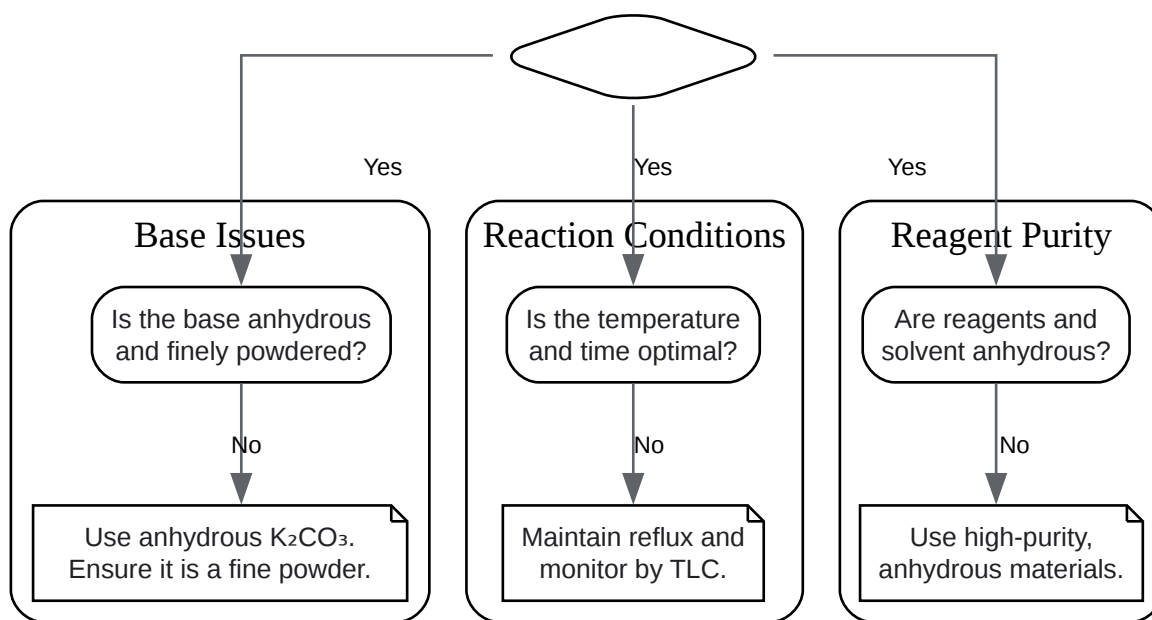 Yes
Yes
Yes
Base Issues
Reaction Conditions
Reagent Purity
Is the base anhydrous
and finely powdered?
Is the temperature
and time optimal?
Are reagents and
solvent anhydrous?
No
No
No
Use anhydrous K₂CO₃.
Ensure it is a fine powder.
Maintain reflux and
monitor by TLC.
Use high-purity,
anhydrous materials.